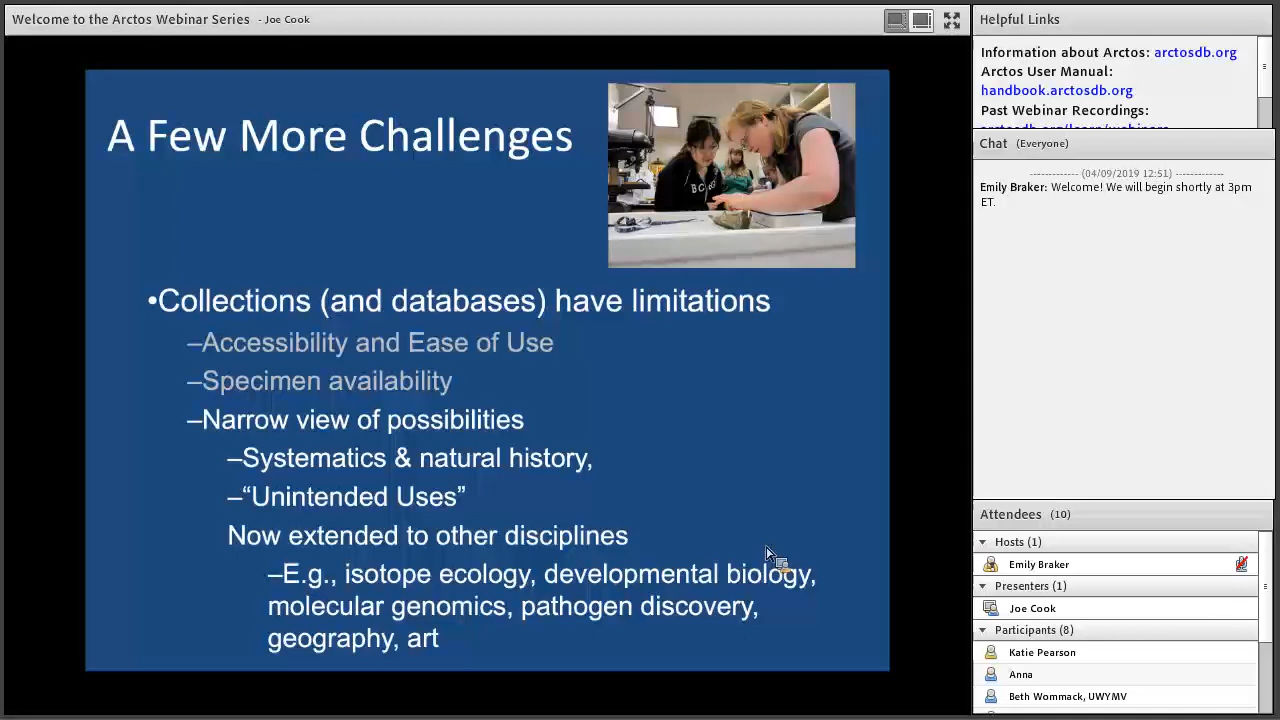 Welcome to the Arctos Webinar Series - Joe Cook
A Few More Challenges
•Collections (and databases) have limitations
–Accessibility and Ease of Use
–Specimen availability
–Narrow view of possibilities
–Systematics & natural history,
–“Unintended Uses”
Now extended to other disciplines
–E.g., isotope ecology, developmental biology,
molecular genomics, pathogen discovery,
geography, art
Helpful Links
Information about Arctos: arctosdb.org
Arctos User Manual:
handbook.arctosdb.org
Past Webinar Recordings:
arctosdb.org/learn/webinars
Chat (Everyone)
------------- (04/09/2019 12:51) -------------
Emily Braker: Welcome! We will begin shortly at 3pm
ET.
Attendees (10)
Hosts (1)
Emily Braker
Presenters (1)
Joe Cook
Participants (8)
Katie Pearson
Anna
Beth Wommack, UWYMV